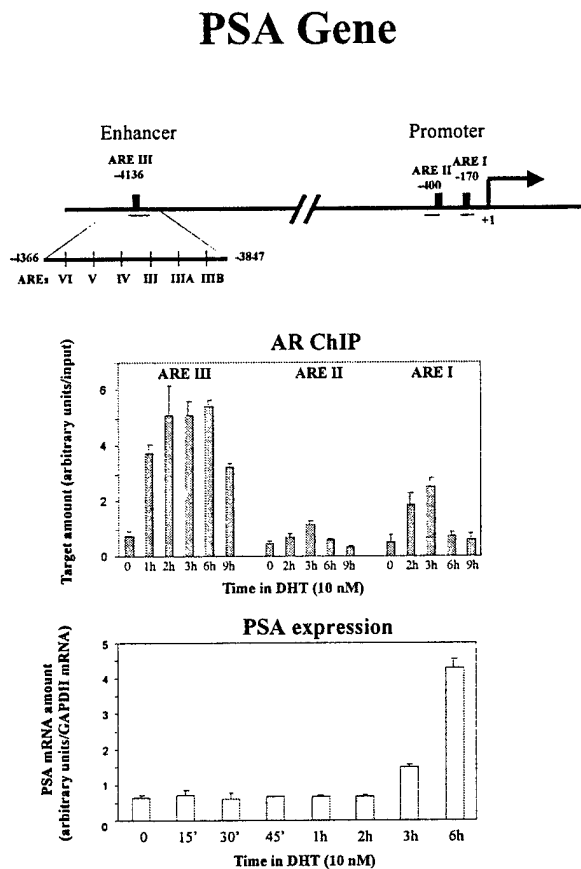 PSA Gene
Enhancer
Promoter
ARE III
-4136
ARE II
-400
ARE I
-170
+1
-4366
-3847
AREs VI V IV III IIIA IIIB
AR ChIP
Target amount (arbitrary units/input)
6
4
2
0
ARE III ARE II ARE I
0 1h 2h 3h 6h 9h 0 2h 3h 6h 9h 0 2h 3h 6h 9h
Time in DHT (10 nM)
PSA expression
PSA mRNA amount
(arbitrary units/GAPDH mRNA)
5
4
3
2
1
0
0 15' 30' 45' 1h 2h 3h 6h
Time in DHT (10 nM)